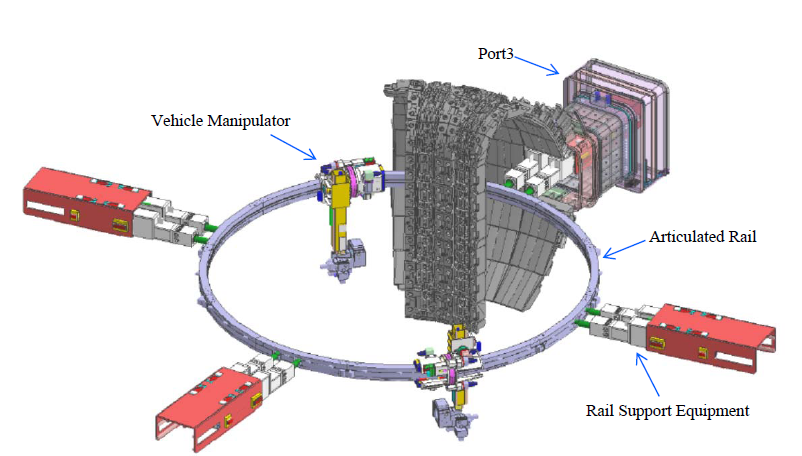 Port3
Vehicle Manipulator
Articulated Rail
Rail Support Equipment